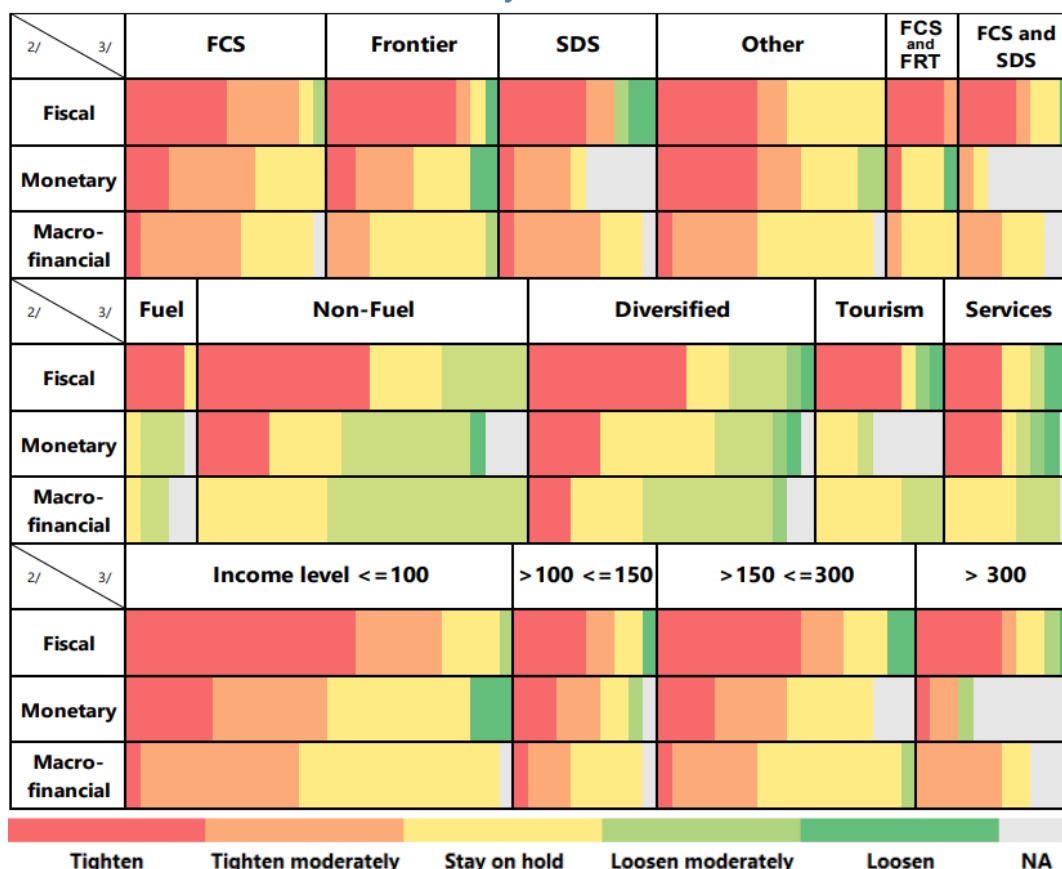 2/ 3/ FCS Frontier SDS Other FCS and FRT FCS and SDS
Fiscal
Monetary
Macro-
financial
2/ 3/ Fuel Non-Fuel Diversified Tourism Services
Fiscal
Monetary
Macro-
financial
2/ 3/ Income level <=100 >100 <=150 >150 <=300 > 300
Fiscal
Monetary
Macro-
financial
Tighten Tighten moderately Stay on hold Loosen moderately Loosen NA